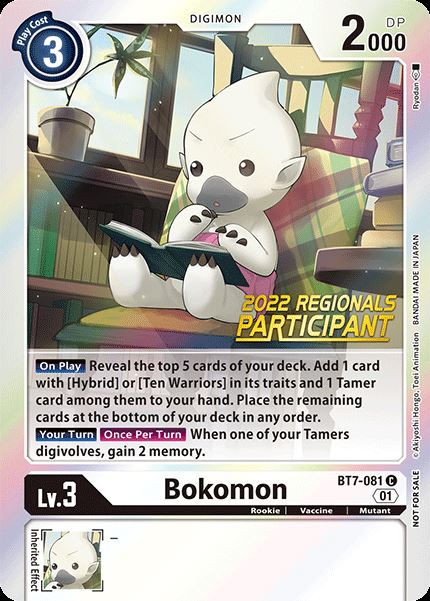 Play Cost
3
DIGIMON
DP
2000
Ryodan
2022 REGIONALS
PARTICIPANT
On Play Reveal the top 5 cards of your deck. Add 1 card
with [Hybrid] or [Ten Warriors] in its traits and 1 Tamer
card among them to your hand. Place the remaining
cards at the bottom of your deck in any order.
Your Turn Once Per Turn When one of your Tamers
digivolves, gain 2 memory.
© Akiyoshi Hongo, Toei Animation BANDAI MADE IN JAPAN
NOT FOR SALE
Lv.3
Bokomon
BT7-081 C
01
Rookie | Vaccine | Mutant
Inherited Effect
–